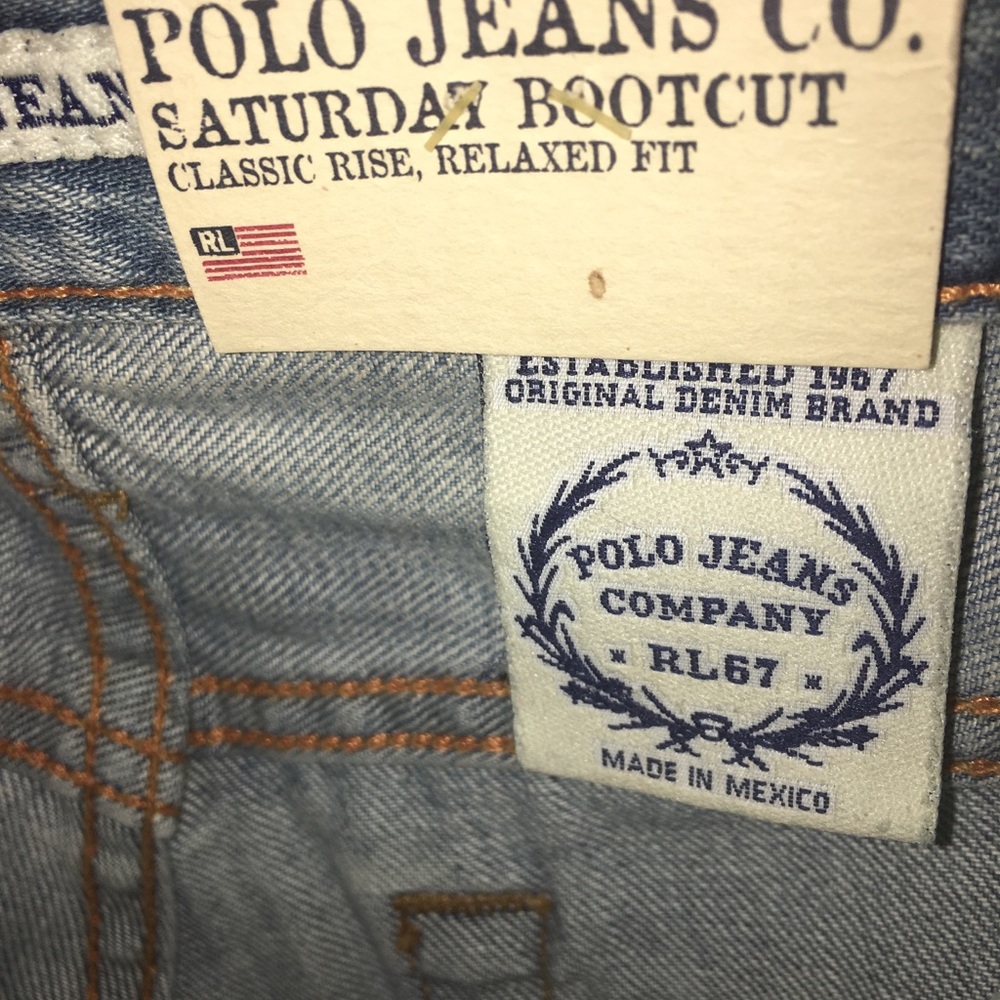 POLO JEANS CO.
SATURDAY BOOTCUT
CLASSIC RISE, RELAXED FIT
RL
JEAN
ESTABLISHED 1967
ORIGINAL DENIM BRAND
POLO JEANS
COMPANY
RL67
MADE IN MEXICO